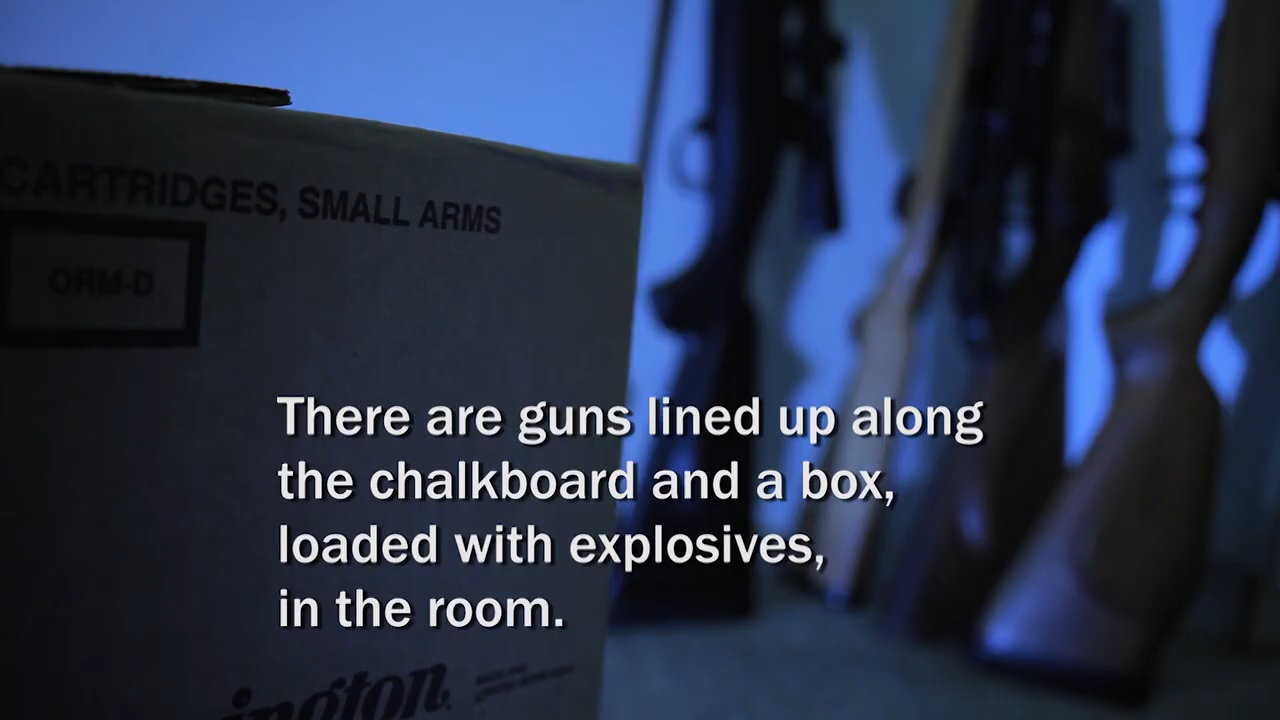 CARTRIDGES, SMALL ARMS
ORM-D
There are guns lined up along
the chalkboard and a box,
loaded with explosives,
in the room.
ington